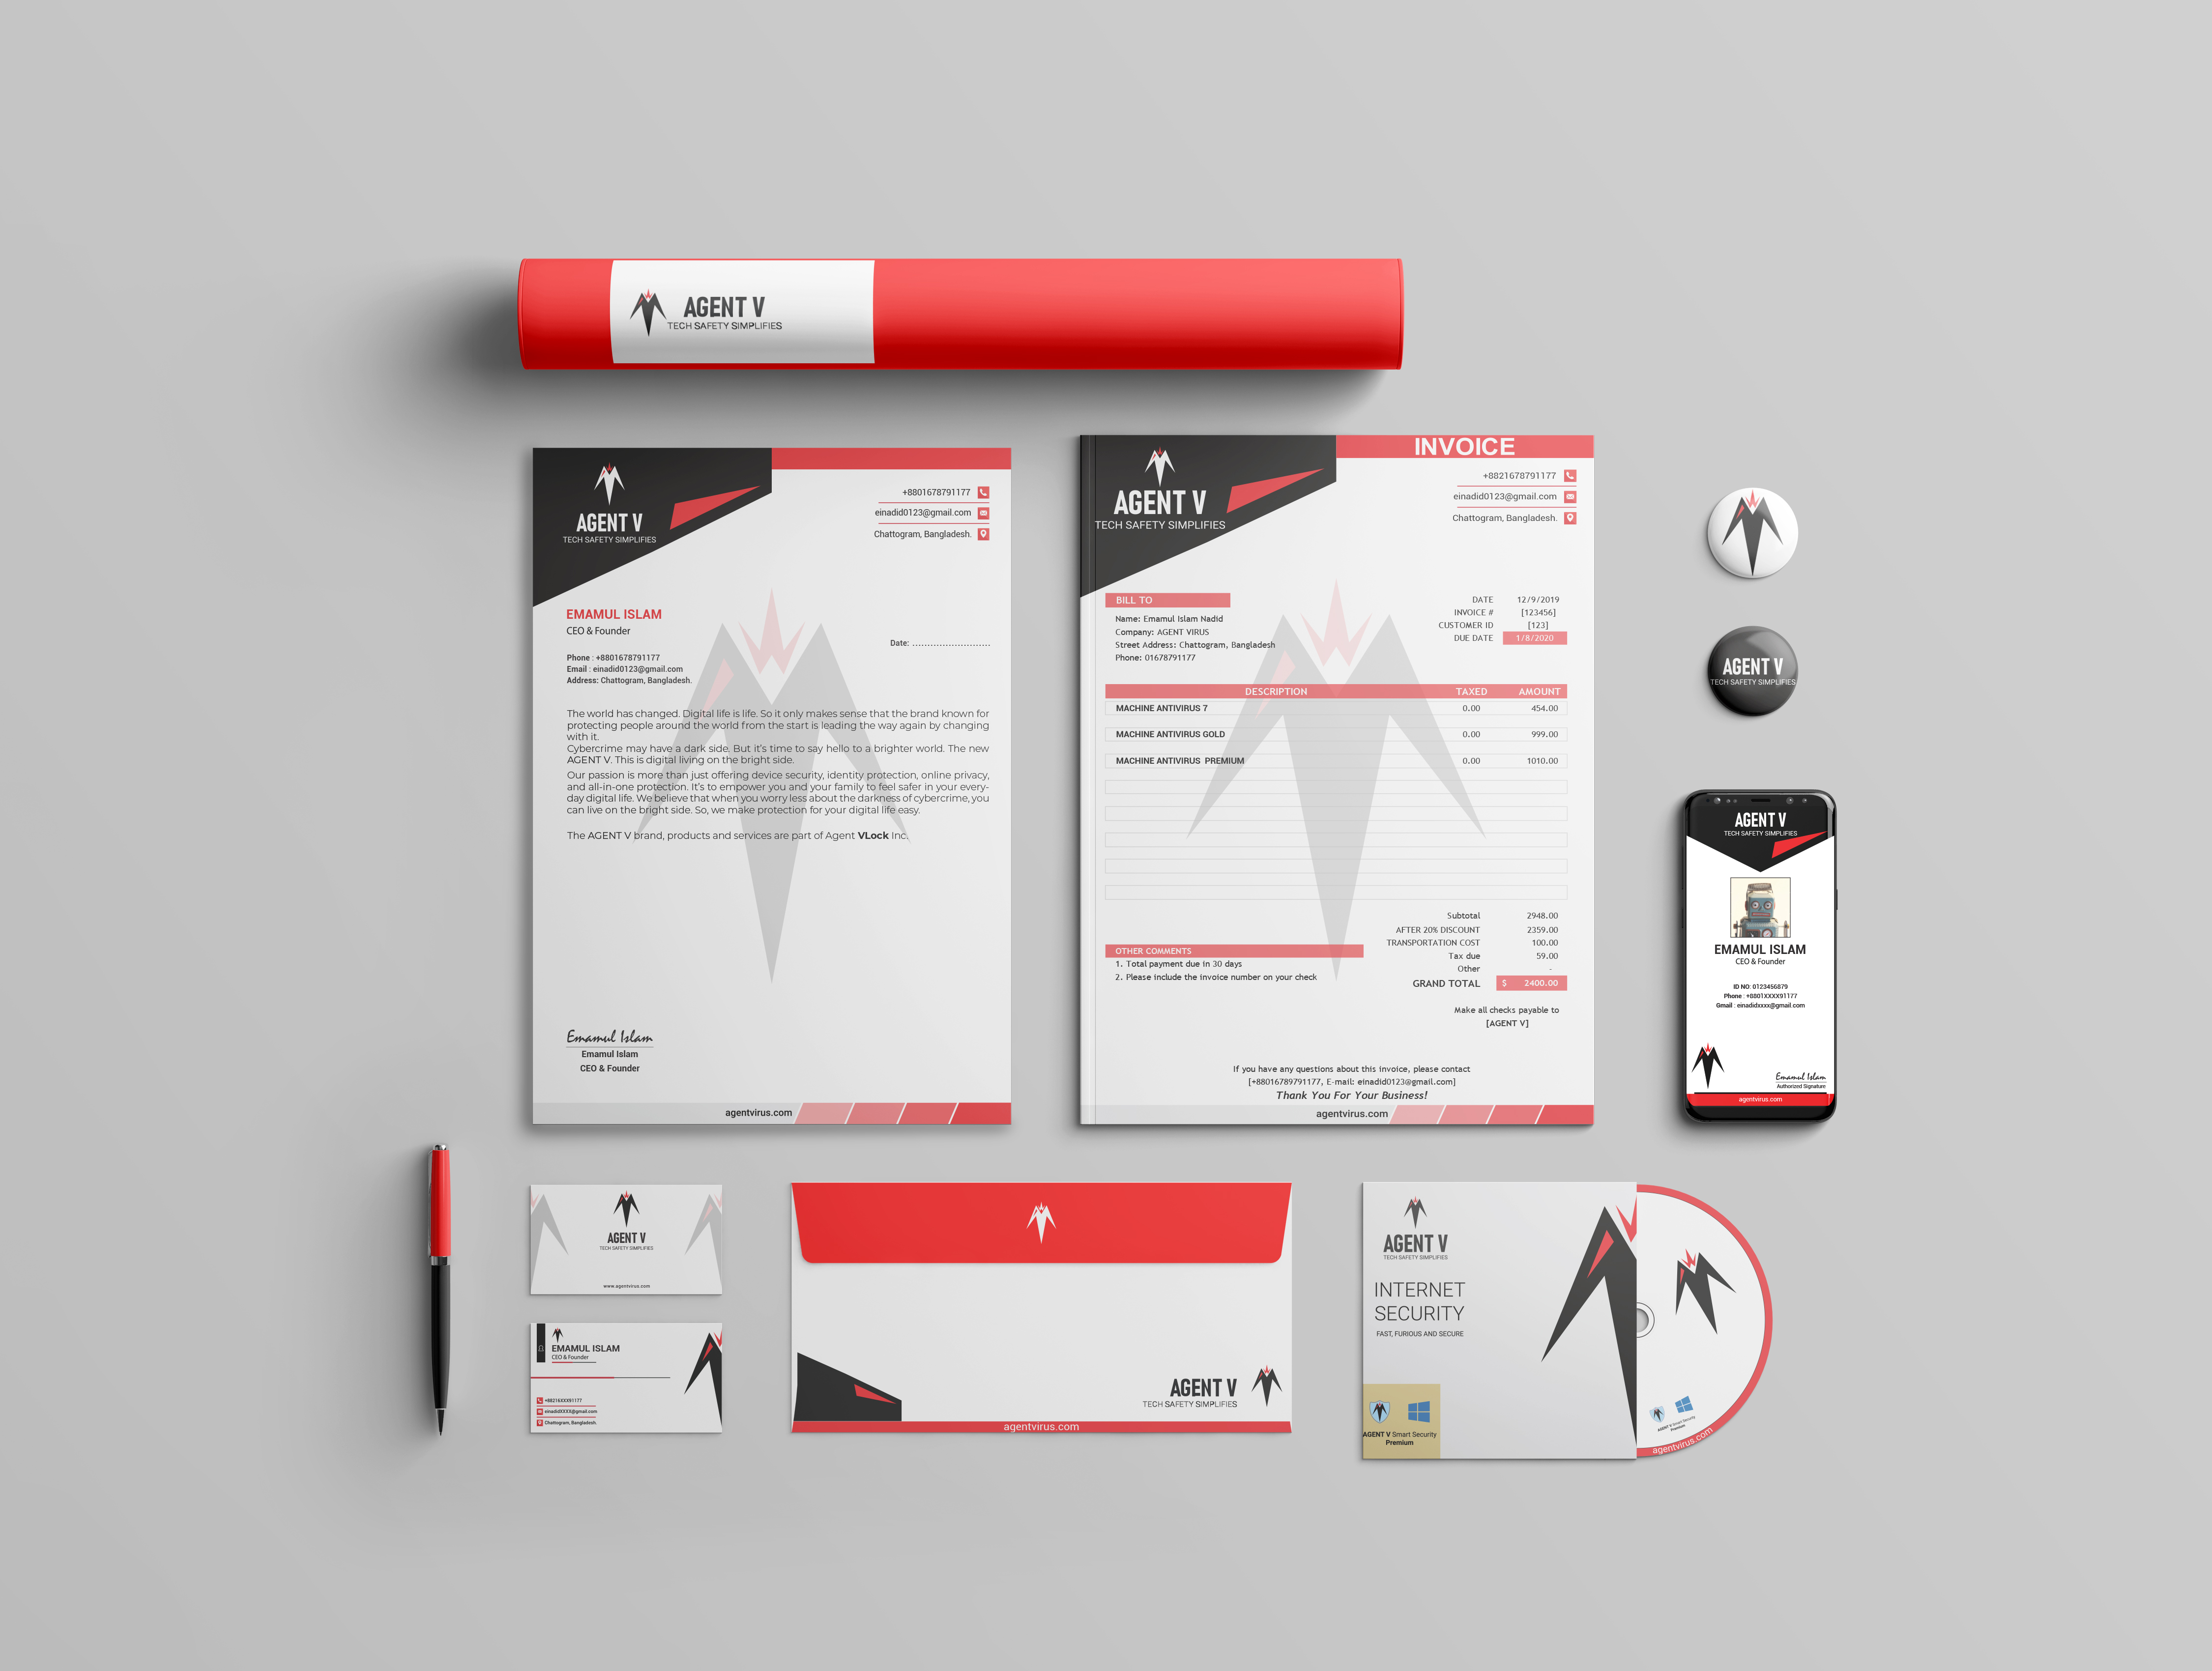 AGENT V
TECH SAFETY SIMPLIFIES
AGENT V
TECH SAFETY SIMPLIFIES
+8801678791177
einadid0123@gmail.com
Chattogram, Bangladesh.
EMAMUL ISLAM
CEO & Founder
Date: ..........................
Phone : +8801678791177
Email : einadid0123@gmail.com
Address: Chattogram, Bangladesh.
The world has changed. Digital life is life. So it only makes sense that the brand known for
protecting people around the world from the start is leading the way again by changing
with it.
Cybercrime may have a dark side. But it's time to say hello to a brighter world. The new
AGENT V. This is digital living on the bright side.
Our passion is more than just offering device security, identity protection, online privacy,
and all-in-one protection. It's to empower you and your family to feel safer in your every-
day digital life. We believe that when you worry less about the darkness of cybercrime, you
can live on the bright side. So, we make protection for your digital life easy.
The AGENT V brand, products and services are part of Agent VLock Inc.
Emamul Islam
Emamul Islam
CEO & Founder
agentvirus.com
INVOICE
AGENT V
TECH SAFETY SIMPLIFIES
+8821678791177
einadid0123@gmail.com
Chattogram, Bangladesh.
BILL TO
Name: Emamul Islam Nadid
Company: AGENT VIRUS
Street Address: Chattogram, Bangladesh
Phone: 01678791177
DATE 12/9/2019
INVOICE # [123456]
CUSTOMER ID [123]
DUE DATE 1/8/2020
DESCRIPTION TAXED AMOUNT
MACHINE ANTIVIRUS 7 0.00 454.00
MACHINE ANTIVIRUS GOLD 0.00 999.00
MACHINE ANTIVIRUS PREMIUM 0.00 1010.00
Subtotal 2948.00
AFTER 20% DISCOUNT 2359.00
TRANSPORTATION COST 100.00
Tax due 59.00
Other -
GRAND TOTAL $ 2400.00
OTHER COMMENTS
1. Total payment due in 30 days
2. Please include the invoice number on your check
Make all checks payable to
[AGENT V]
If you have any questions about this invoice, please contact
[+88016789791177, E-mail: einadid0123@gmail.com]
Thank You For Your Business!
agentvirus.com
AGENT V
TECH SAFETY SIMPLIFIES
AGENT V
TECH SAFETY SIMPLIFIES
EMAMUL ISLAM
CEO & Founder
ID NO: 0123456879
Phone : +8801XXXX91177
Gmail : einadidxxxx@gmail.com
Emamul Islam
Authorized Signature
agentvirus.com
AGENT V
TECH SAFETY SIMPLIFIES
www.agentvirus.com
EMAMUL ISLAM
CEO & Founder
+88216XXX91177
einadidXXXX@gmail.com
Chattogram, Bangladesh.
AGENT V
TECH SAFETY SIMPLIFIES
agentvirus.com
AGENT V
TECH SAFETY SIMPLIFIES
INTERNET
SECURITY
FAST, FURIOUS AND SECURE
AGENT V Smart Security
Premium
AGENT V Smart Security
Premium
agentvirus.com